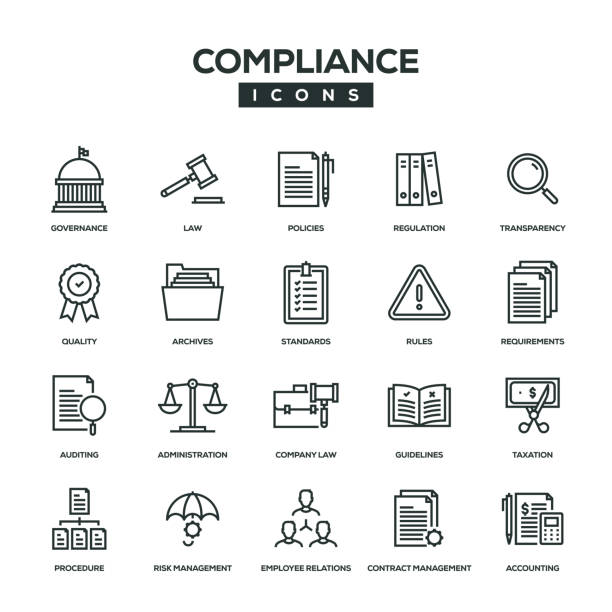 COMPLIANCE
ICONS
GOVERNANCE LAW POLICIES REGULATION TRANSPARENCY
QUALITY ARCHIVES STANDARDS RULES REQUIREMENTS
$
AUDITING ADMINISTRATION COMPANY LAW GUIDELINES TAXATION
$
PROCEDURE RISK MANAGEMENT EMPLOYEE RELATIONS CONTRACT MANAGEMENT ACCOUNTING